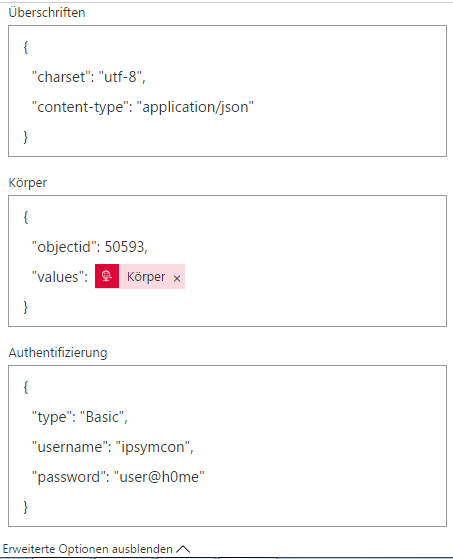 Überschriften
{
"charset": "utf-8",
"content-type": "application/json"
}
Körper
{
"objectid": 50593,
"values": Körper ×
}
Authentifizierung
{
"type": "Basic",
"username": "ipsymcon",
"password": "user@h0me"
}
Erweiterte Optionen ausblenden